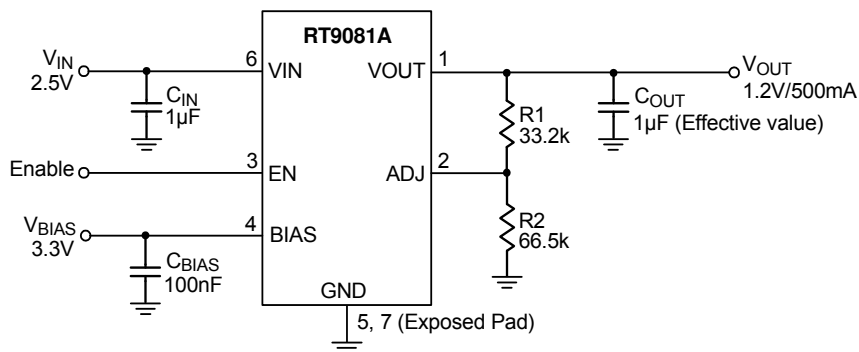 RT9081A
VIN
2.5V
6
VIN
VOUT
1
VOUT
1.2V/500mA
CIN
1µF
R1
33.2k
COUT
1µF (Effective value)
Enable
3
EN
ADJ
2
VBIAS
3.3V
4
BIAS
R2
66.5k
CBIAS
100nF
GND
5, 7 (Exposed Pad)